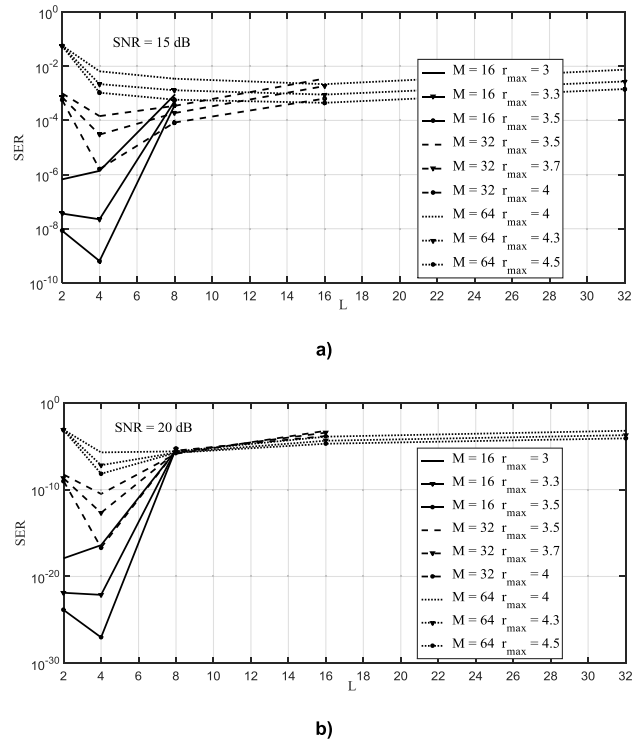 10^0
10^-2
10^-4
10^-6
10^-8
10^-10
SER
SNR = 15 dB
M = 16 r_max = 3
M = 16 r_max = 3.3
M = 16 r_max = 3.5
M = 32 r_max = 3.5
M = 32 r_max = 3.7
M = 32 r_max = 4
M = 64 r_max = 4
M = 64 r_max = 4.3
M = 64 r_max = 4.5
2 4 6 8 10 12 14 16 18 20 22 24 26 28 30 32
L
a)
10^0
10^-10
10^-20
10^-30
SER
SNR = 20 dB
M = 16 r_max = 3
M = 16 r_max = 3.3
M = 16 r_max = 3.5
M = 32 r_max = 3.5
M = 32 r_max = 3.7
M = 32 r_max = 4
M = 64 r_max = 4
M = 64 r_max = 4.3
M = 64 r_max = 4.5
2 4 6 8 10 12 14 16 18 20 22 24 26 28 30 32
L
b)